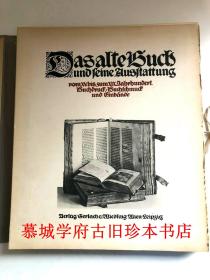 Das alte Buch
und seine Ausstattung
vom XV. bis zum XIX. Jahrhundert
Buchdruck, Buchschmuck
und Einbände
Verlag Gerlach u. Wiedling Wien Leipzig
慕城学府古旧珍本书店